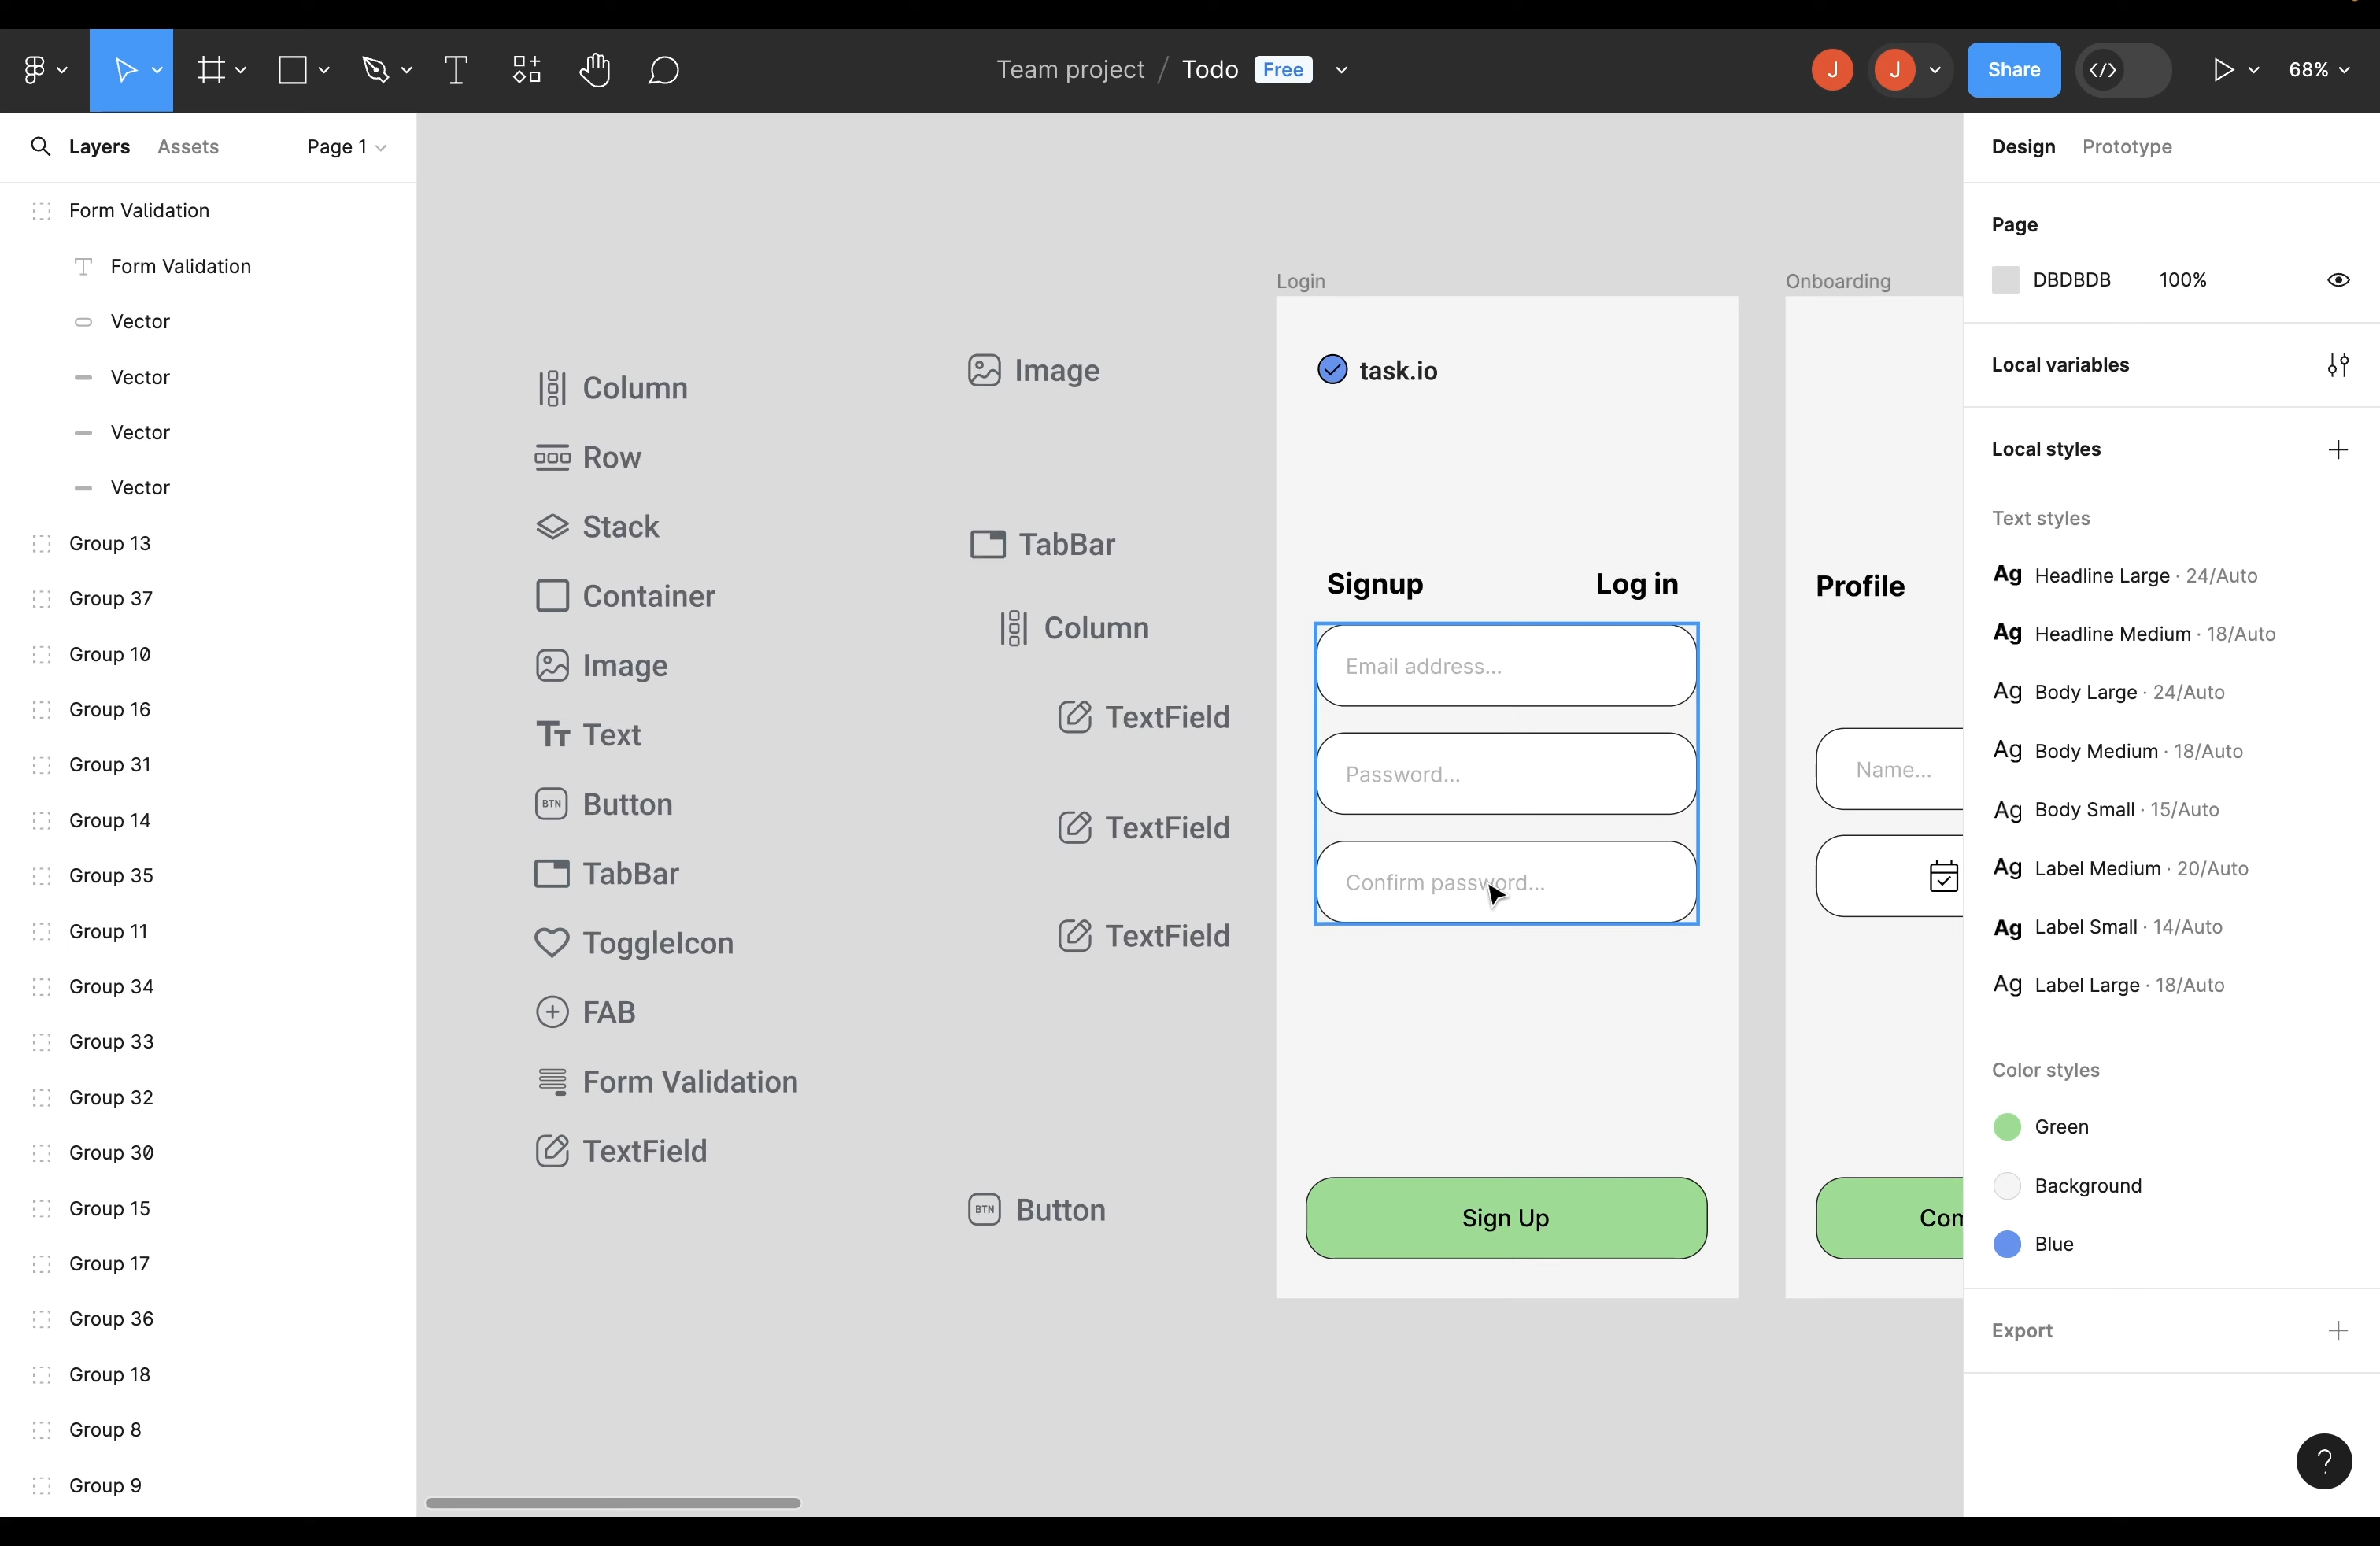 Team project / Todo Free
J
J
Share
68%
Layers Assets Page 1
Form Validation
Form Validation
Vector
Vector
Vector
Vector
Group 13
Group 37
Group 10
Group 16
Group 31
Group 14
Group 35
Group 11
Group 34
Group 33
Group 32
Group 30
Group 15
Group 17
Group 36
Group 18
Group 8
Group 9
Column
Row
Stack
Container
Image
Text
BTN Button
TabBar
ToggleIcon
FAB
Form Validation
TextField
Image
TabBar
Column
TextField
TextField
TextField
BTN Button
Login
task.io
Signup Log in
Email address...
Password...
Confirm password...
Sign Up
Onboarding
Profile
Name...
Com
Design Prototype
Page
DBDBDB 100%
Local variables
Local styles
Text styles
Ag Headline Large · 24/Auto
Ag Headline Medium · 18/Auto
Ag Body Large · 24/Auto
Ag Body Medium · 18/Auto
Ag Body Small · 15/Auto
Ag Label Medium · 20/Auto
Ag Label Small · 14/Auto
Ag Label Large · 18/Auto
Color styles
Green
Background
Blue
Export
?